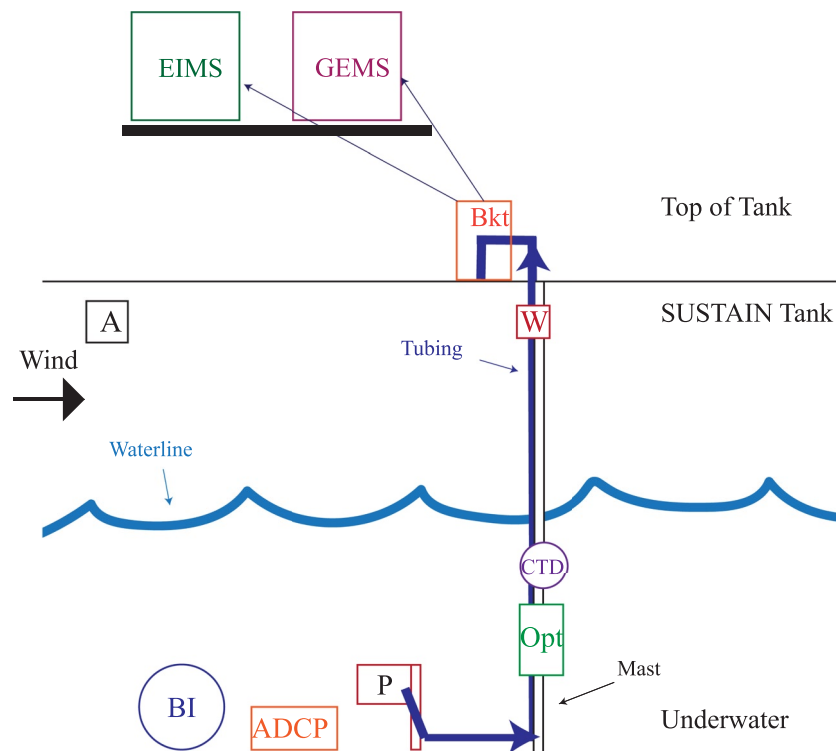 EIMS
GEMS
Bkt
Top of Tank
A
W
SUSTAIN Tank
Tubing
Wind
Waterline
CTD
Opt
P
Mast
BI
ADCP
Underwater